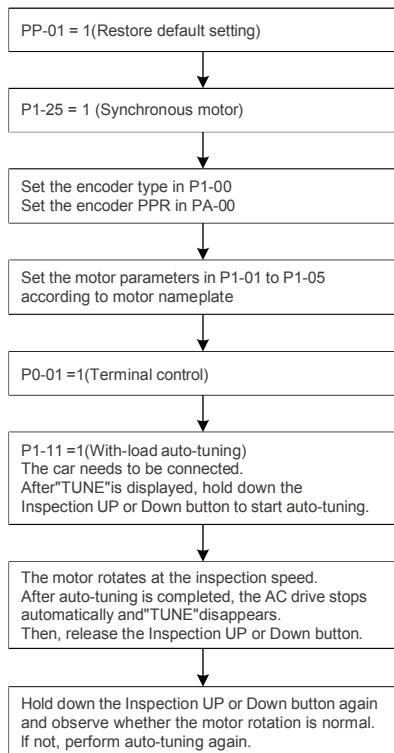 PP-01 = 1(Restore default setting)
P1-25 = 1 (Synchronous motor)
Set the encoder type in P1-00
Set the encoder PPR in PA-00
Set the motor parameters in P1-01 to P1-05
according to motor nameplate
P0-01 =1(Terminal control)
P1-11 =1(With-load auto-tuning)
The car needs to be connected.
After"TUNE"is displayed, hold down the
Inspection UP or Down button to start auto-tuning.
The motor rotates at the inspection speed.
After auto-tuning is completed, the AC drive stops
automatically and"TUNE"disappears.
Then, release the Inspection UP or Down button.
Hold down the Inspection UP or Down button again
and observe whether the motor rotation is normal.
If not, perform auto-tuning again.